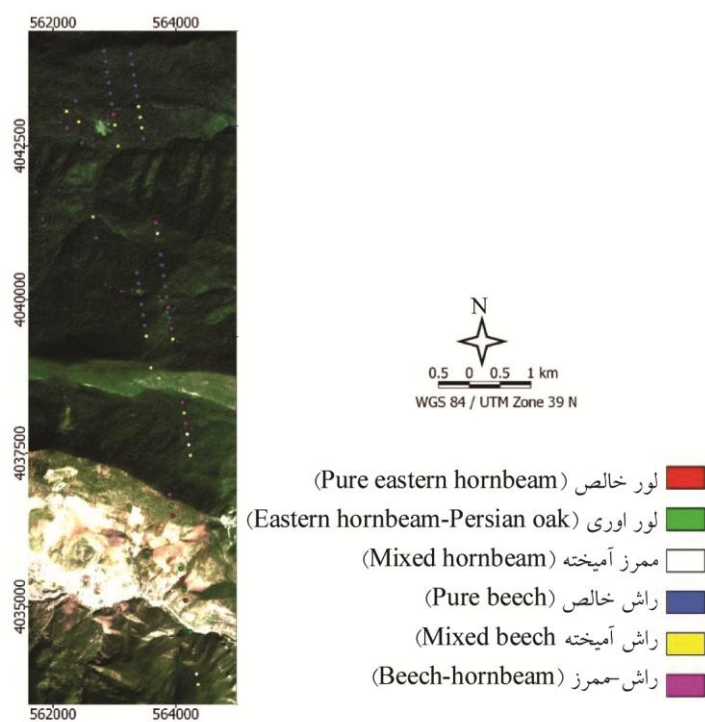 562000 564000
4042500
4040000
4037500
4035000
562000 564000
N
0.5 0 0.5 1 km
WGS 84 / UTM Zone 39 N
لور خالص (Pure eastern hornbeam)
لور اوری (Eastern hornbeam-Persian oak)
ممرز آمیخته (Mixed hornbeam)
راش خالص (Pure beech)
راش آمیخته (Mixed beech)
راش-ممرز (Beech-hornbeam)